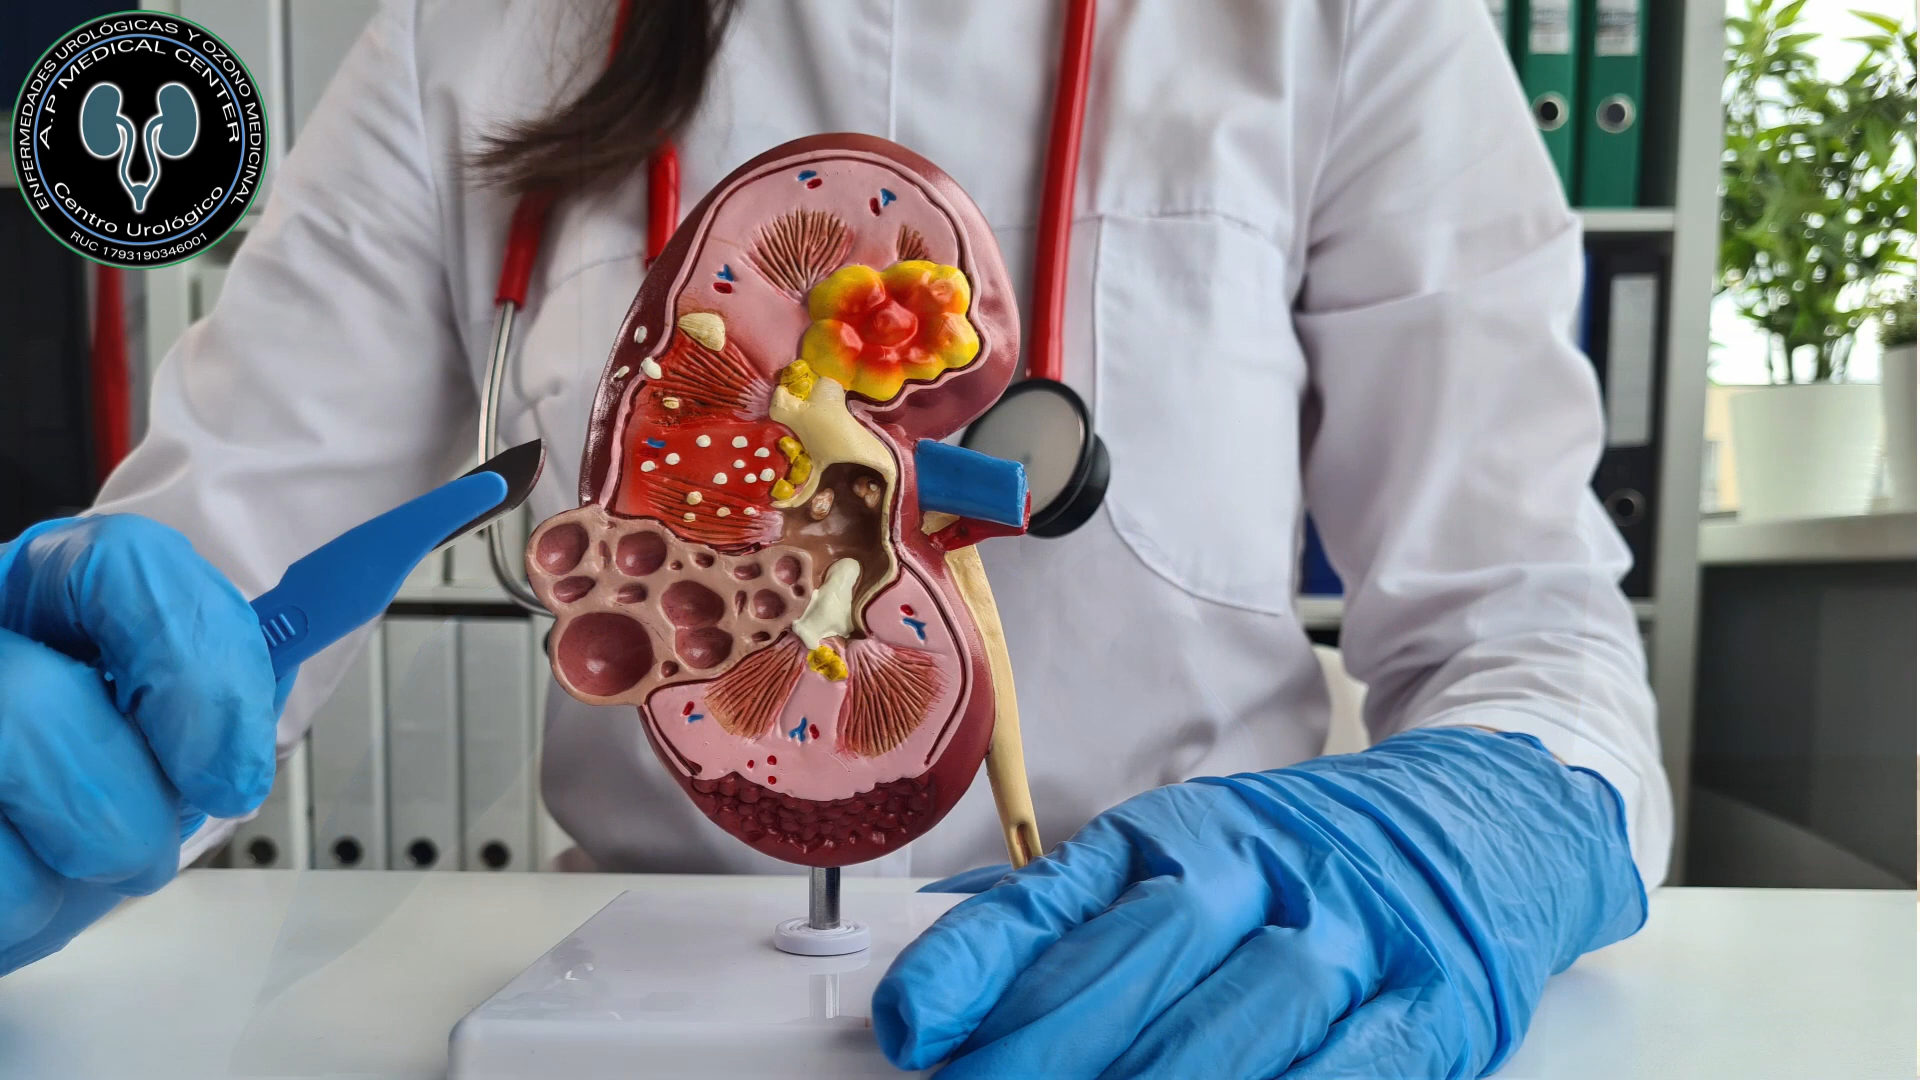 ENFERMEDADES UROLÓGICAS Y OZONO MEDICINAL
A.P MEDICAL CENTER
Centro Urológico
RUC 1793190346001